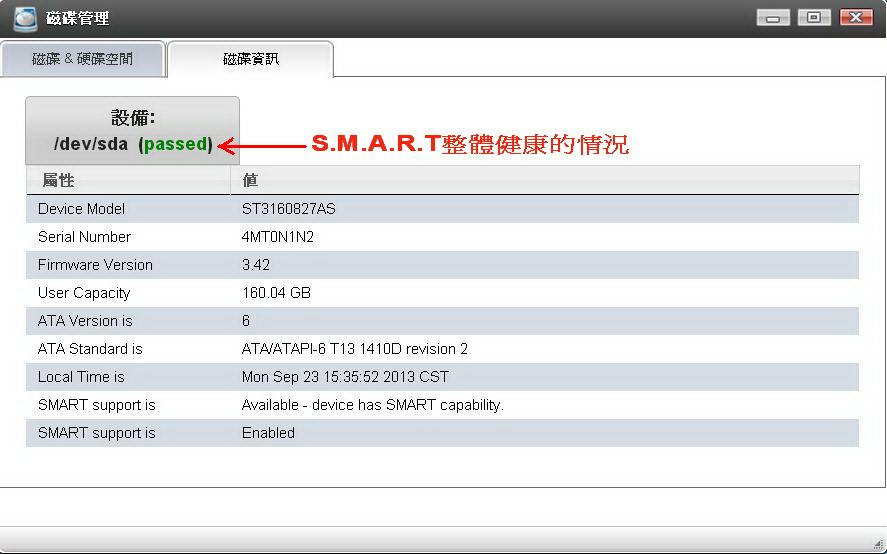 磁碟管理
磁碟 & 硬碟空間
磁碟資訊
設備:
/dev/sda (passed)
S.M.A.R.T整體健康的情況
屬性 值
Device Model ST3160827AS
Serial Number 4MT0N1N2
Firmware Version 3.42
User Capacity 160.04 GB
ATA Version is 6
ATA Standard is ATA/ATAPI-6 T13 1410D revision 2
Local Time is Mon Sep 23 15:35:52 2013 CST
SMART support is Available - device has SMART capability.
SMART support is Enabled